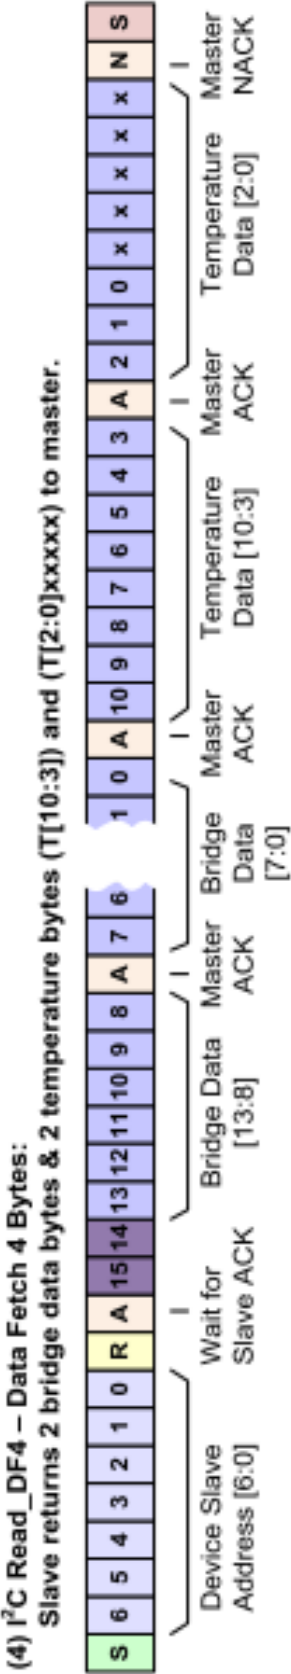 (4) I²C Read_DF4 – Data Fetch 4 Bytes:
Slave returns 2 bridge data bytes & 2 temperature bytes (T[10:3]) and (T[2:0]xxxxx) to master.
S 6 5 4 3 2 1 0 R A 15 14 13 12 11 10 9 8 A 7 6 1 0 A 10 9 8 7 6 5 4 3 A 2 1 0 x x x x x N S
Device Slave
Address [6:0]
Wait for
Slave ACK
Bridge Data
[13:8]
Master
ACK
Bridge
Data
[7:0]
Master
ACK
Temperature
Data [10:3]
Master
ACK
Temperature
Data [2:0]
Master
NACK